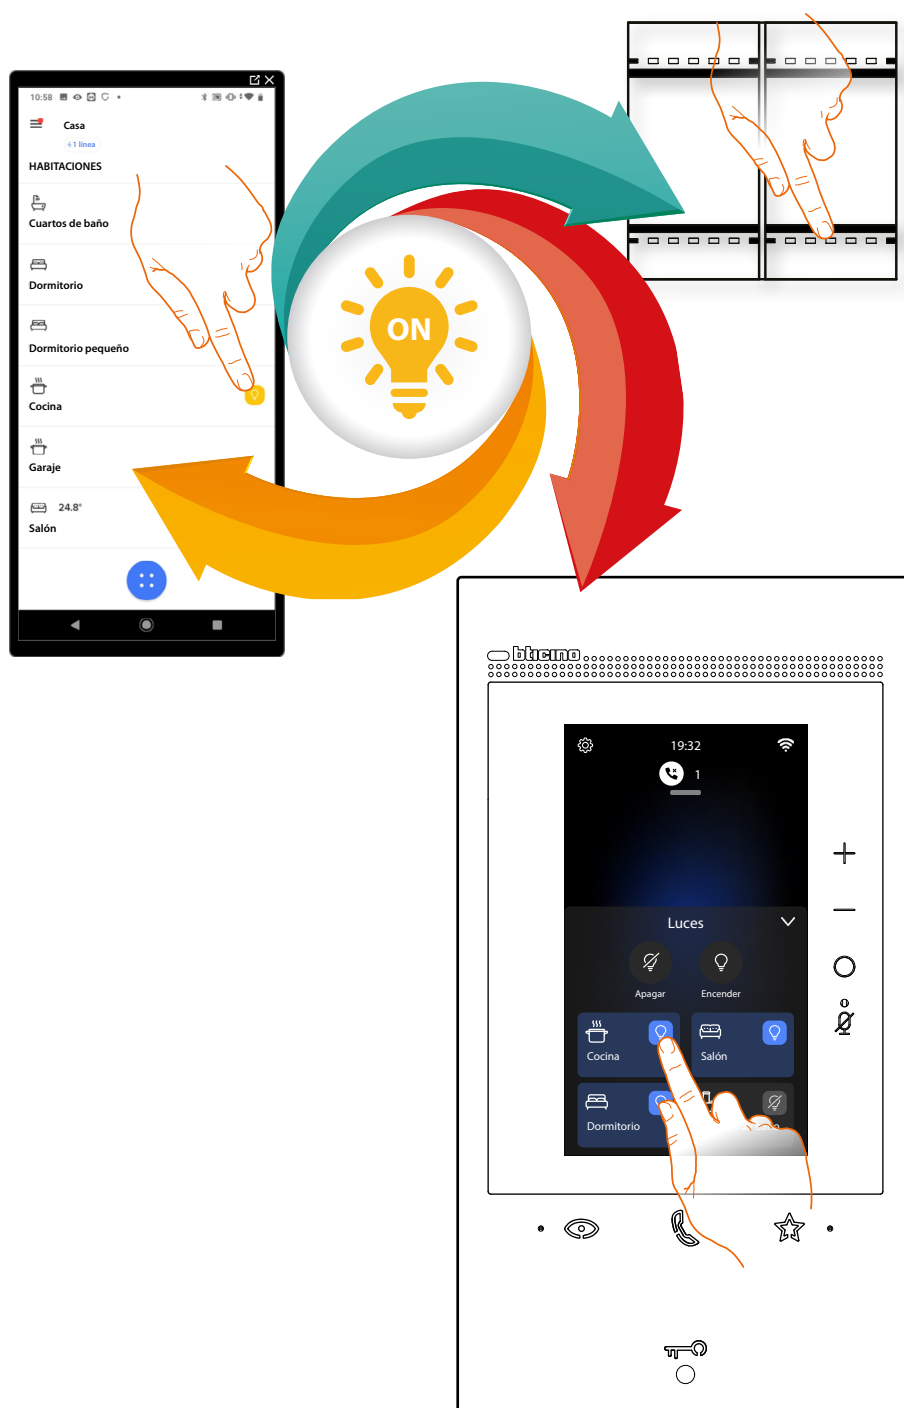 10:58
Casa
1 línea
HABITACIONES
Cuartos de baño
Dormitorio
Dormitorio pequeño
Cocina
Garaje
24.8°
Salón
ON
bticino
19:32
1
Luces
Apagar
Encender
Cocina
Salón
Dormitorio